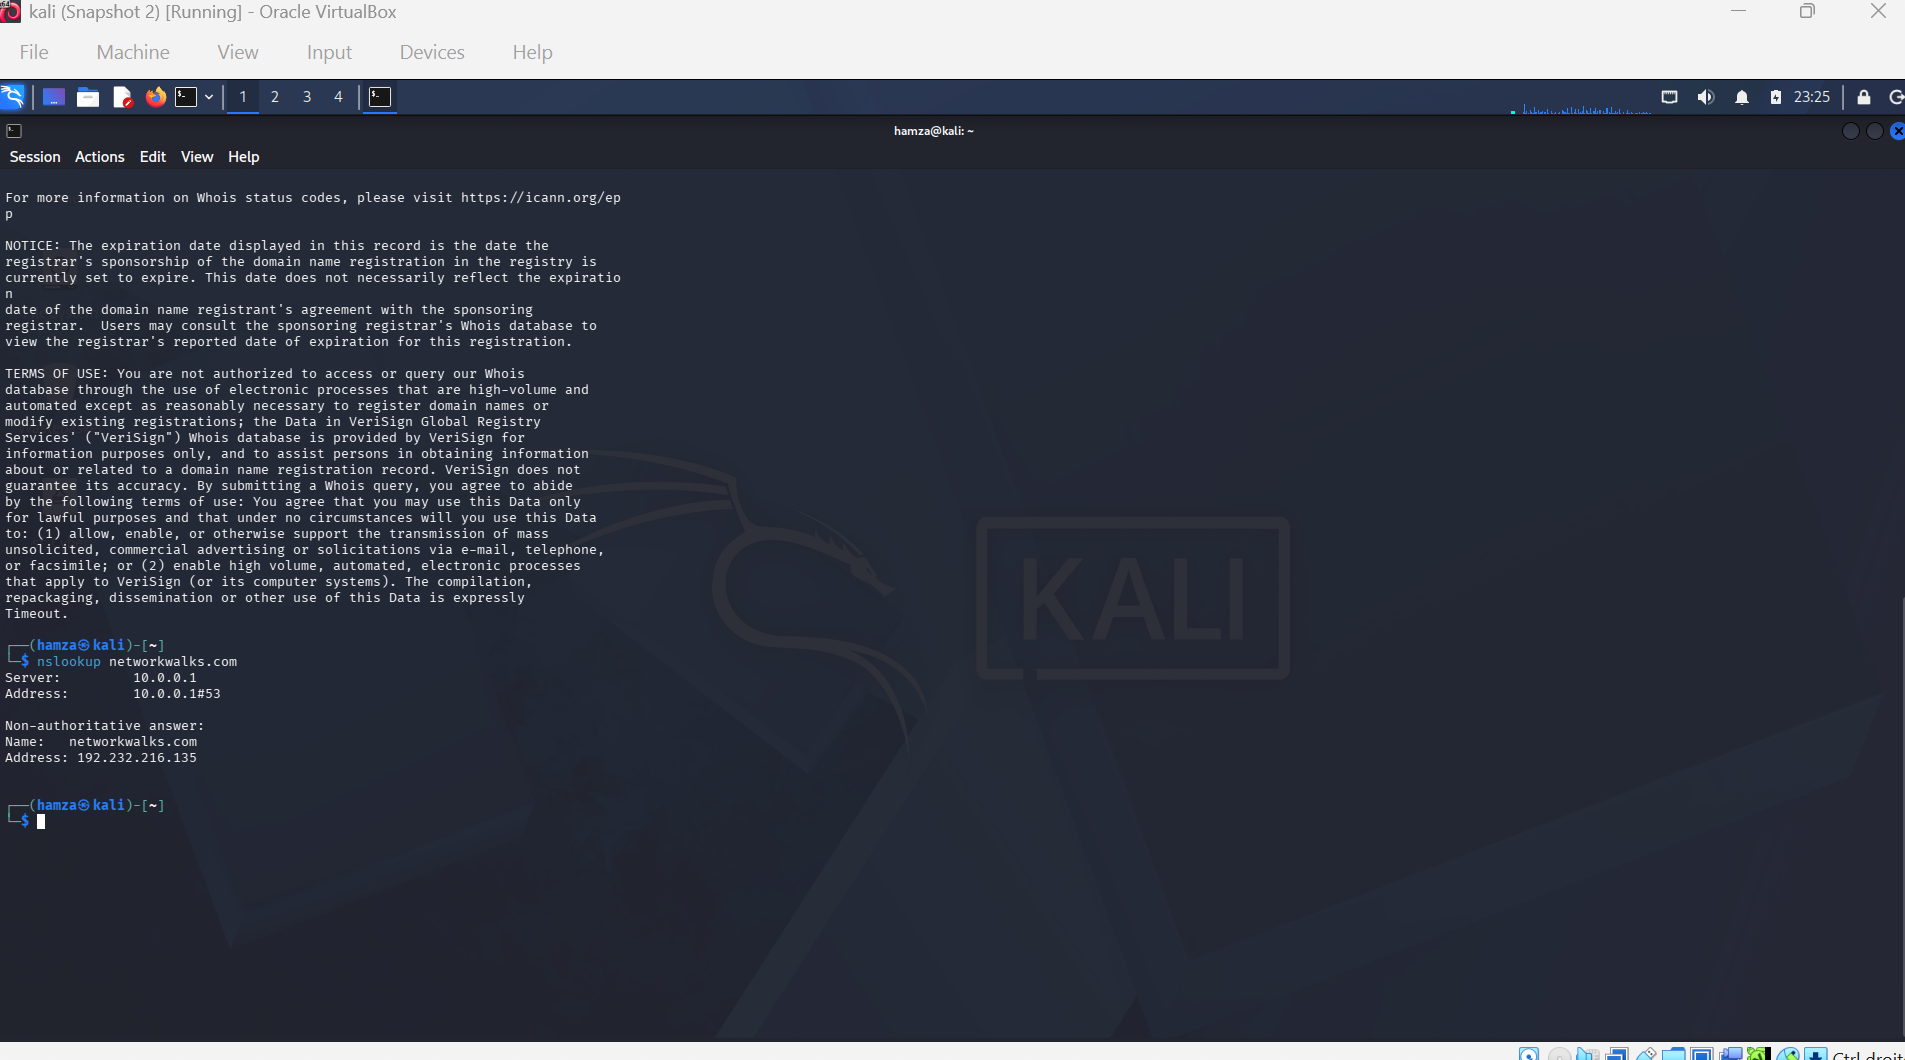 kali (Snapshot 2) [Running] - Oracle VirtualBox
File Machine View Input Devices Help
1 2 3 4 23:25
hamza@kali: ~
Session Actions Edit View Help
For more information on Whois status codes, please visit https://icann.org/ep
p
NOTICE: The expiration date displayed in this record is the date the
registrar's sponsorship of the domain name registration in the registry is
currently set to expire. This date does not necessarily reflect the expiratio
n
date of the domain name registrant's agreement with the sponsoring
registrar.  Users may consult the sponsoring registrar's Whois database to
view the registrar's reported date of expiration for this registration.
TERMS OF USE: You are not authorized to access or query our Whois
database through the use of electronic processes that are high-volume and
automated except as reasonably necessary to register domain names or
modify existing registrations; the Data in VeriSign Global Registry
Services' ("VeriSign") Whois database is provided by VeriSign for
information purposes only, and to assist persons in obtaining information
about or related to a domain name registration record. VeriSign does not
guarantee its accuracy. By submitting a Whois query, you agree to abide
by the following terms of use: You agree that you may use this Data only
for lawful purposes and that under no circumstances will you use this Data
to: (1) allow, enable, or otherwise support the transmission of mass
unsolicited, commercial advertising or solicitations via e-mail, telephone,
or facsimile; or (2) enable high volume, automated, electronic processes
that apply to VeriSign (or its computer systems). The compilation,
repackaging, dissemination or other use of this Data is expressly
Timeout.
┌──(hamza㉿kali)-[~]
└─$ nslookup networkwalks.com
Server:         10.0.0.1
Address:        10.0.0.1#53
Non-authoritative answer:
Name:   networkwalks.com
Address: 192.232.216.135
┌──(hamza㉿kali)-[~]
└─$
KALI
Ctrl droite